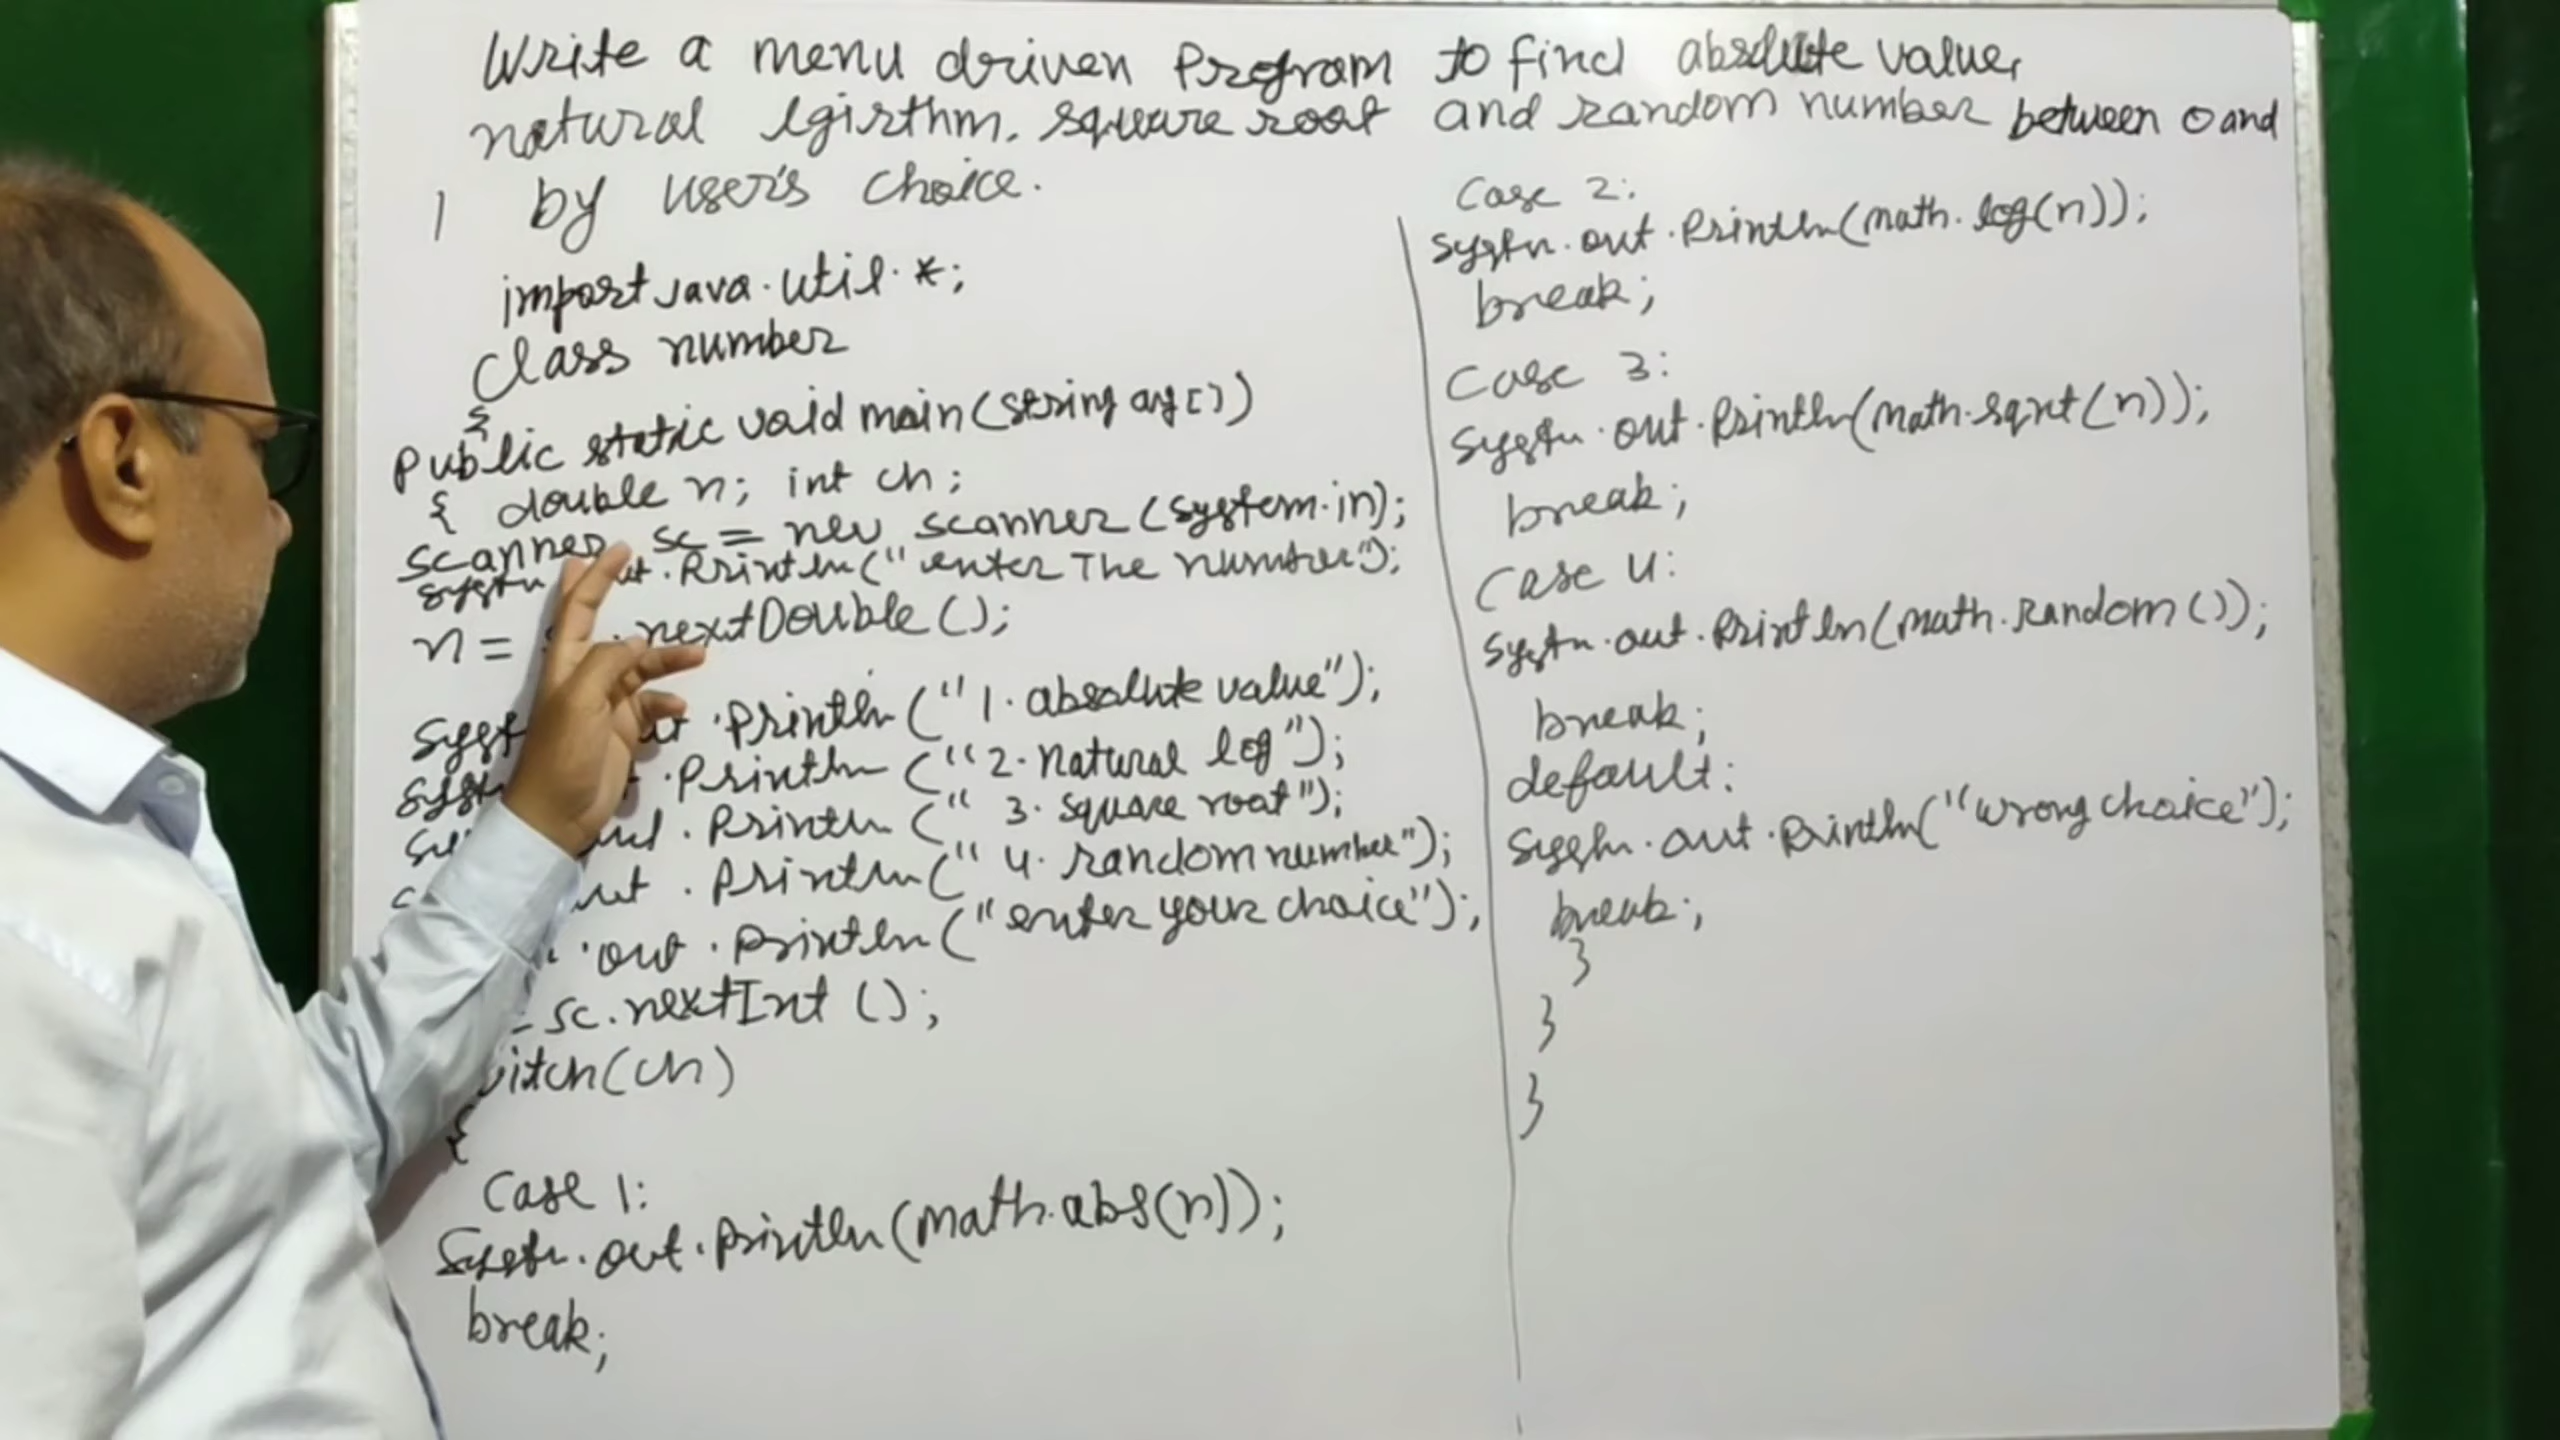 Write a menu driven Program to find absolute value,
natural lgirthm, square root and random number between 0 and
1 by user's choice.
import java.util.*;
class number
{
Public static void main(string ag[])
{ double n; int ch;
scanner sc = new scanner (system.in);
ut.Println("enter The number");
n = .nextDouble();
.Println("1. absolute value");
.Println("2. Natural log");
.Println("3. square root");
ut.Println("4. random number");
.out.Println("enter your choice");
= sc.nextInt();
itch(ch)
{
Case 1:
System.out.Println(math.abs(n));
break;
Case 2:
System.out.Println(math.log(n));
break;
Case 3:
System.out.Println(math.sqrt(n));
break;
Case 4:
System.out.Println(math.random());
break;
default:
System.out.Println("wrong choice");
break;
}
}
}